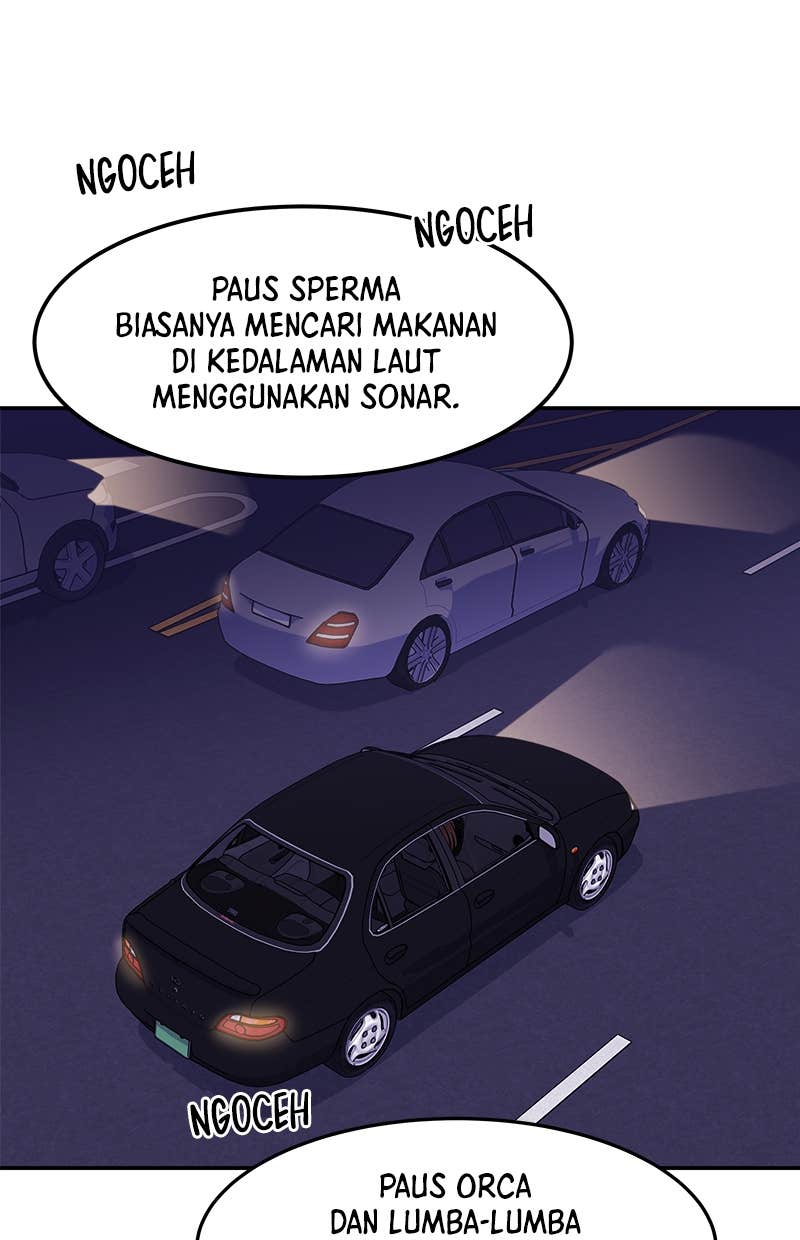 NGOCEH
NGOCEH
PAUS SPERMA
BIASANYA MENCARI MAKANAN
DI KEDALAMAN LAUT
MENGGUNAKAN SONAR.
NGOCEH
PAUS ORCA
DAN LUMBA-LUMBA